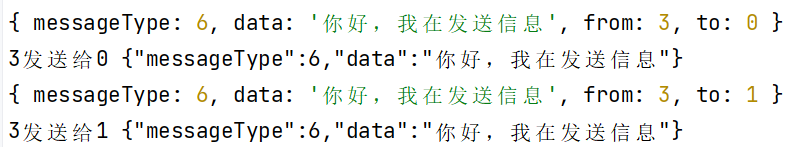 { messageType: 6, data: '你好，我在发送信息', from: 3, to: 0 }
3发送给0 {"messageType":6,"data":"你好，我在发送信息"}
{ messageType: 6, data: '你好，我在发送信息', from: 3, to: 1 }
3发送给1 {"messageType":6,"data":"你好，我在发送信息"}